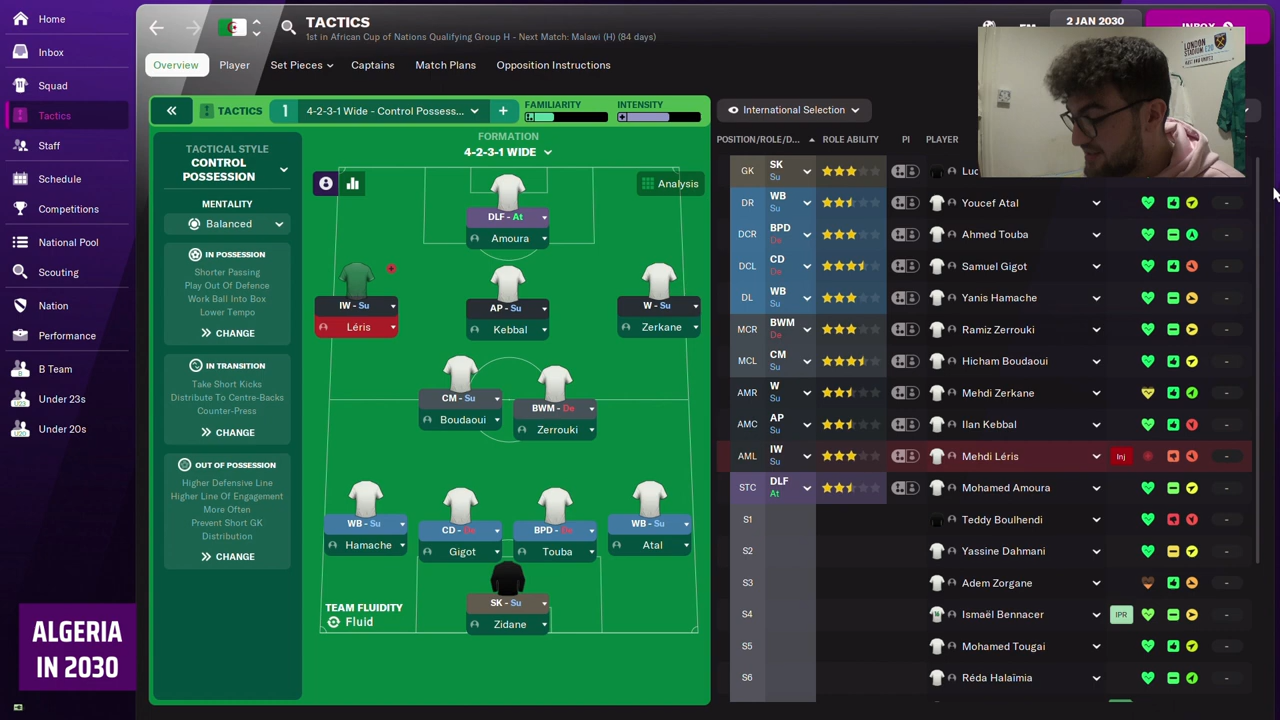 Home
Inbox
Squad
Tactics
Staff
Schedule
Competitions
National Pool
Scouting
Nation
Performance
B Team
Under 23s
Under 20s
ALGERIA
IN 2030
TACTICS
1st in African Cup of Nations Qualifying Group H - Next Match: Malawi (H) (84 days)
2 JAN 2030
Overview
Player
Set Pieces
Captains
Match Plans
Opposition Instructions
TACTICS
1
4-2-3-1 Wide - Control Possess...
FAMILIARITY
INTENSITY
TACTICAL STYLE
CONTROL
POSSESSION
MENTALITY
Balanced
IN POSSESSION
Shorter Passing
Play Out Of Defence
Work Ball Into Box
Lower Tempo
CHANGE
IN TRANSITION
Take Short Kicks
Distribute To Centre-Backs
Counter-Press
CHANGE
OUT OF POSSESSION
Higher Defensive Line
Higher Line Of Engagement
More Often
Prevent Short GK
Distribution
CHANGE
FORMATION
4-2-3-1 WIDE
Analysis
DLF - At
Amoura
IW - Su
Léris
AP - Su
Kebbal
W - Su
Zerkane
CM - Su
Boudaoui
BWM - De
Zerrouki
WB - Su
Hamache
CD - De
Gigot
BPD - De
Touba
WB - Su
Atal
SK - Su
Zidane
TEAM FLUIDITY
Fluid
International Selection
POSITION/ROLE/D...
ROLE ABILITY
PI
PLAYER
LONDON
STADIUM E20
GK SK Su Luc
DR WB Su Youcef Atal -
DCR BPD De Ahmed Touba -
DCL CD De Samuel Gigot -
DL WB Su Yanis Hamache -
MCR BWM De Ramiz Zerrouki -
MCL CM Su Hicham Boudaoui -
AMR W Su Mehdi Zerkane -
AMC AP Su Ilan Kebbal -
AML IW Su Mehdi Léris Inj -
STC DLF At Mohamed Amoura -
S1 Teddy Boulhendi -
S2 Yassine Dahmani -
S3 Adem Zorgane -
S4 Ismaël Bennacer IPR -
S5 Mohamed Tougai -
S6 Réda Halaïmia -